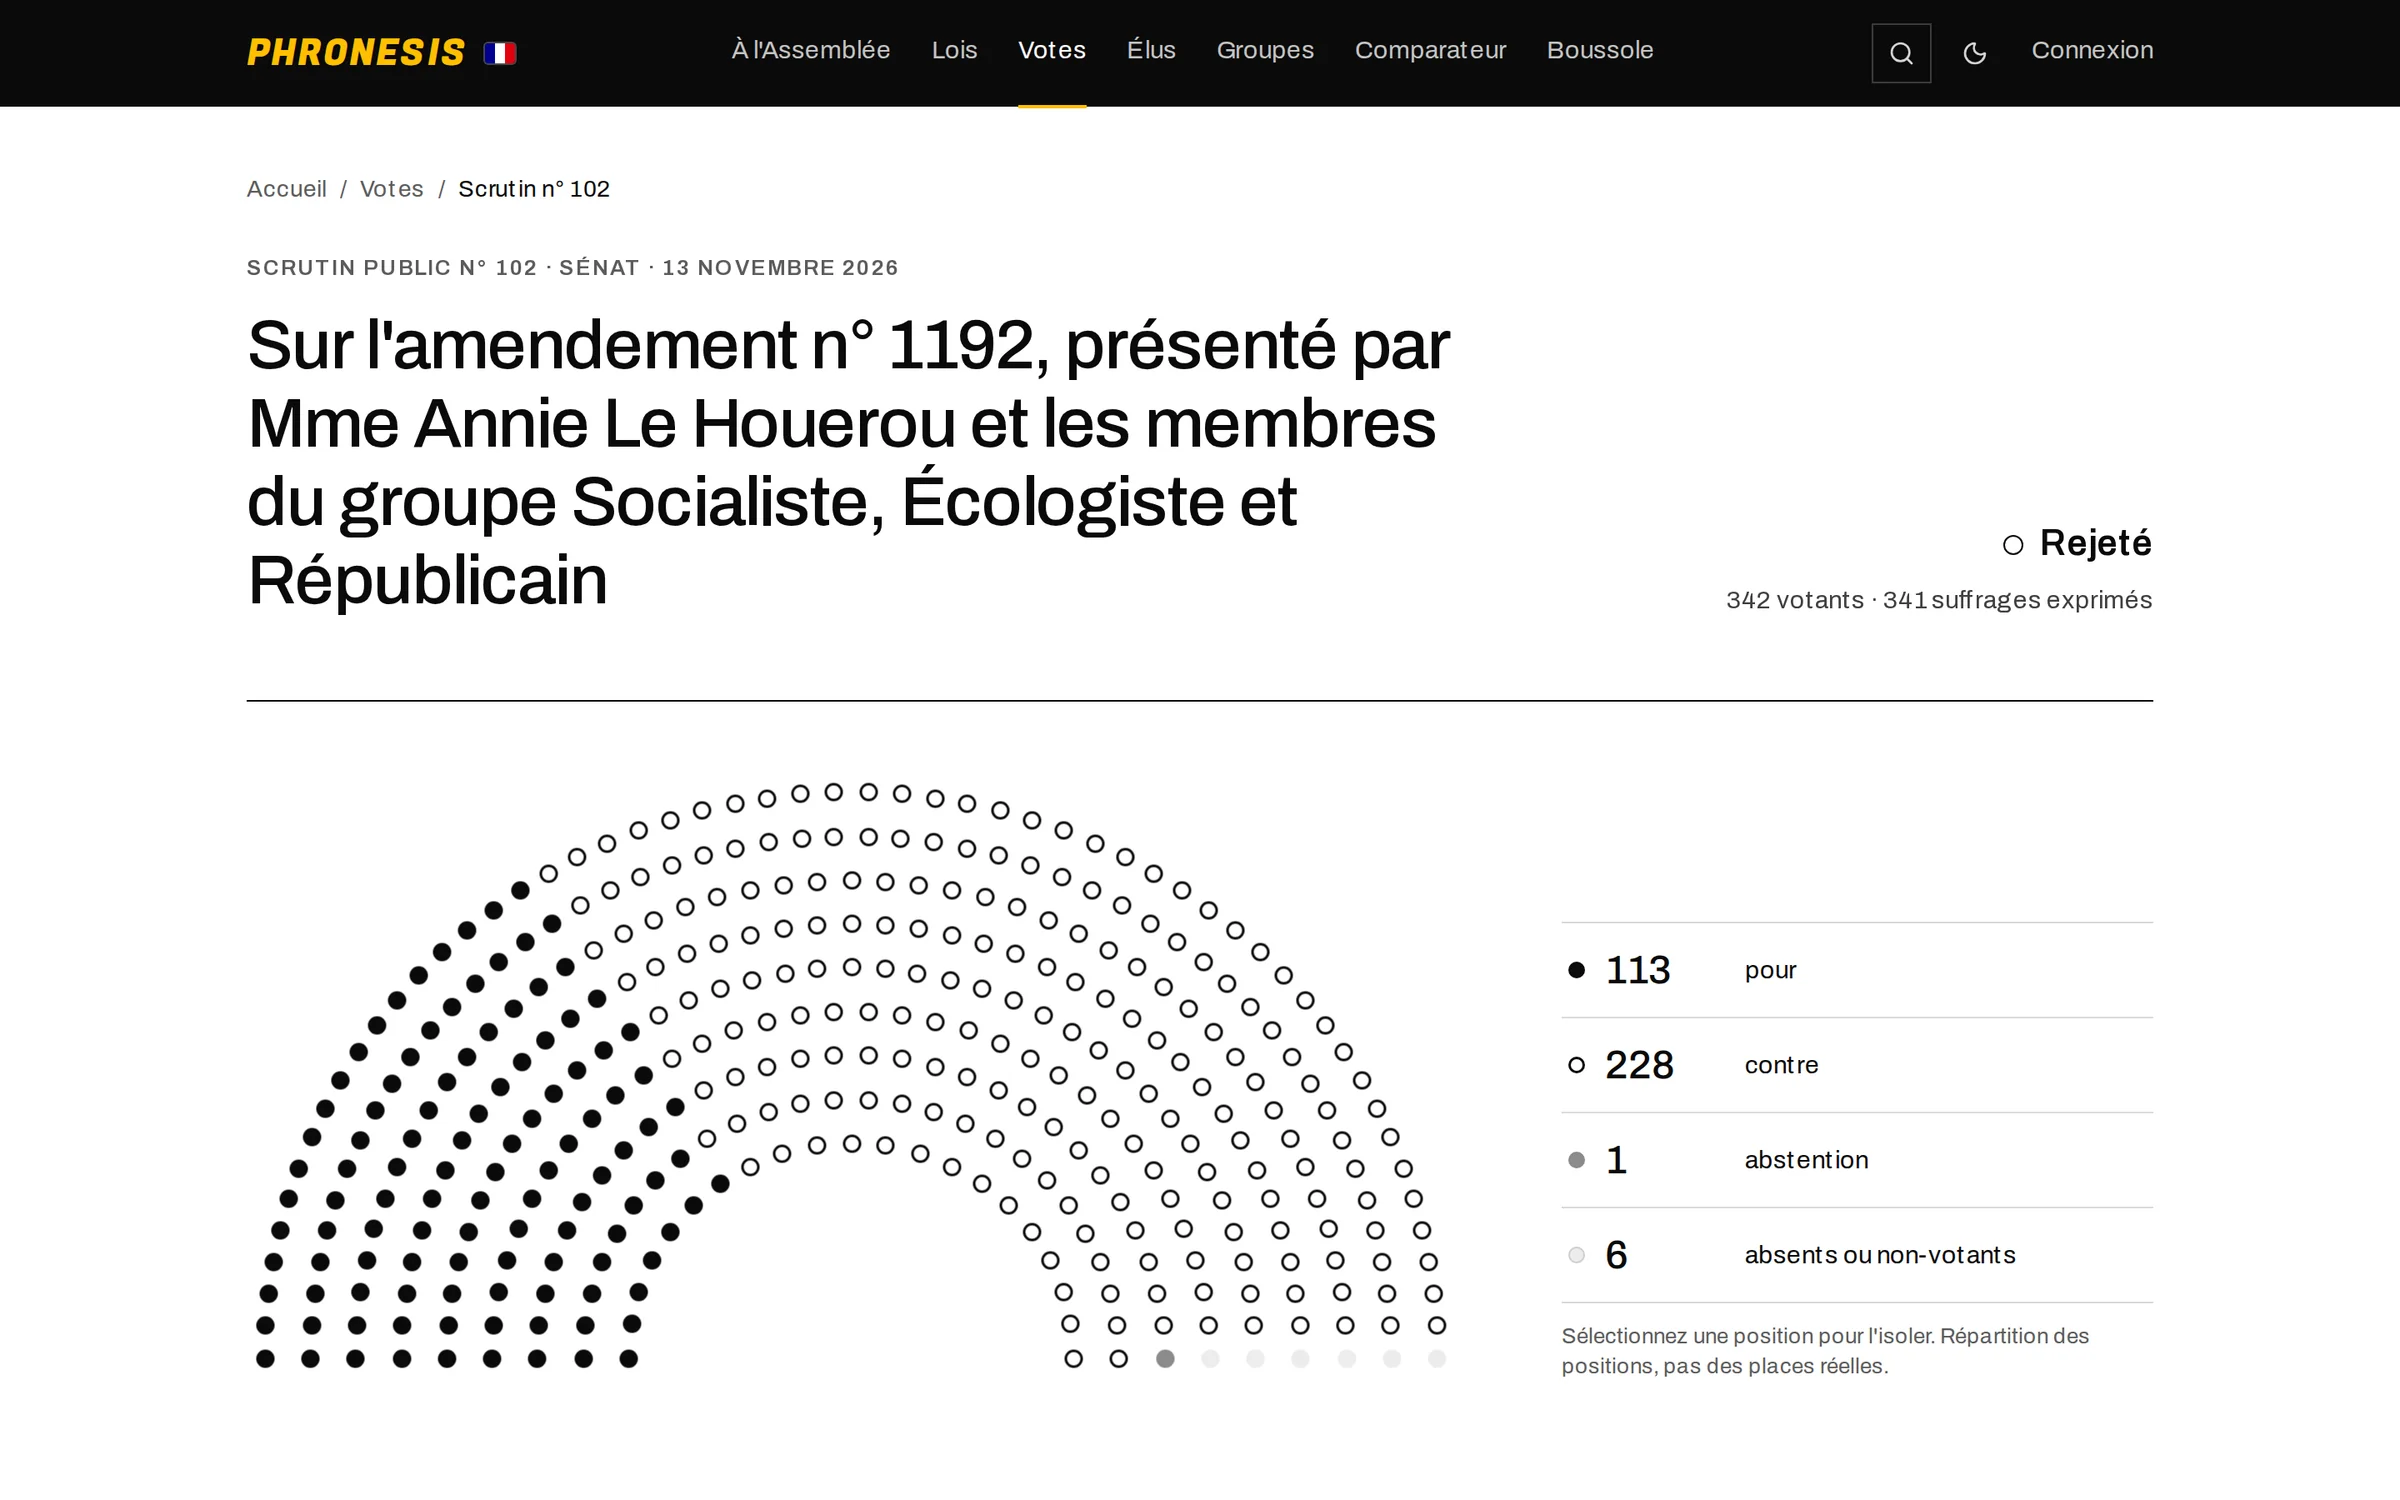 PHRONESIS
À l'Assemblée Lois Votes Élus Groupes Comparateur Boussole Connexion
Accueil / Votes / Scrutin n° 102
SCRUTIN PUBLIC N° 102 · SÉNAT · 13 NOVEMBRE 2026
Sur l'amendement n° 1192, présenté par
Mme Annie Le Houerou et les membres
du groupe Socialiste, Écologiste et
Républicain
Rejeté
342 votants · 341 suffrages exprimés
113 pour
228 contre
1 abstention
6 absents ou non-votants
Sélectionnez une position pour l'isoler. Répartition des
positions, pas des places réelles.